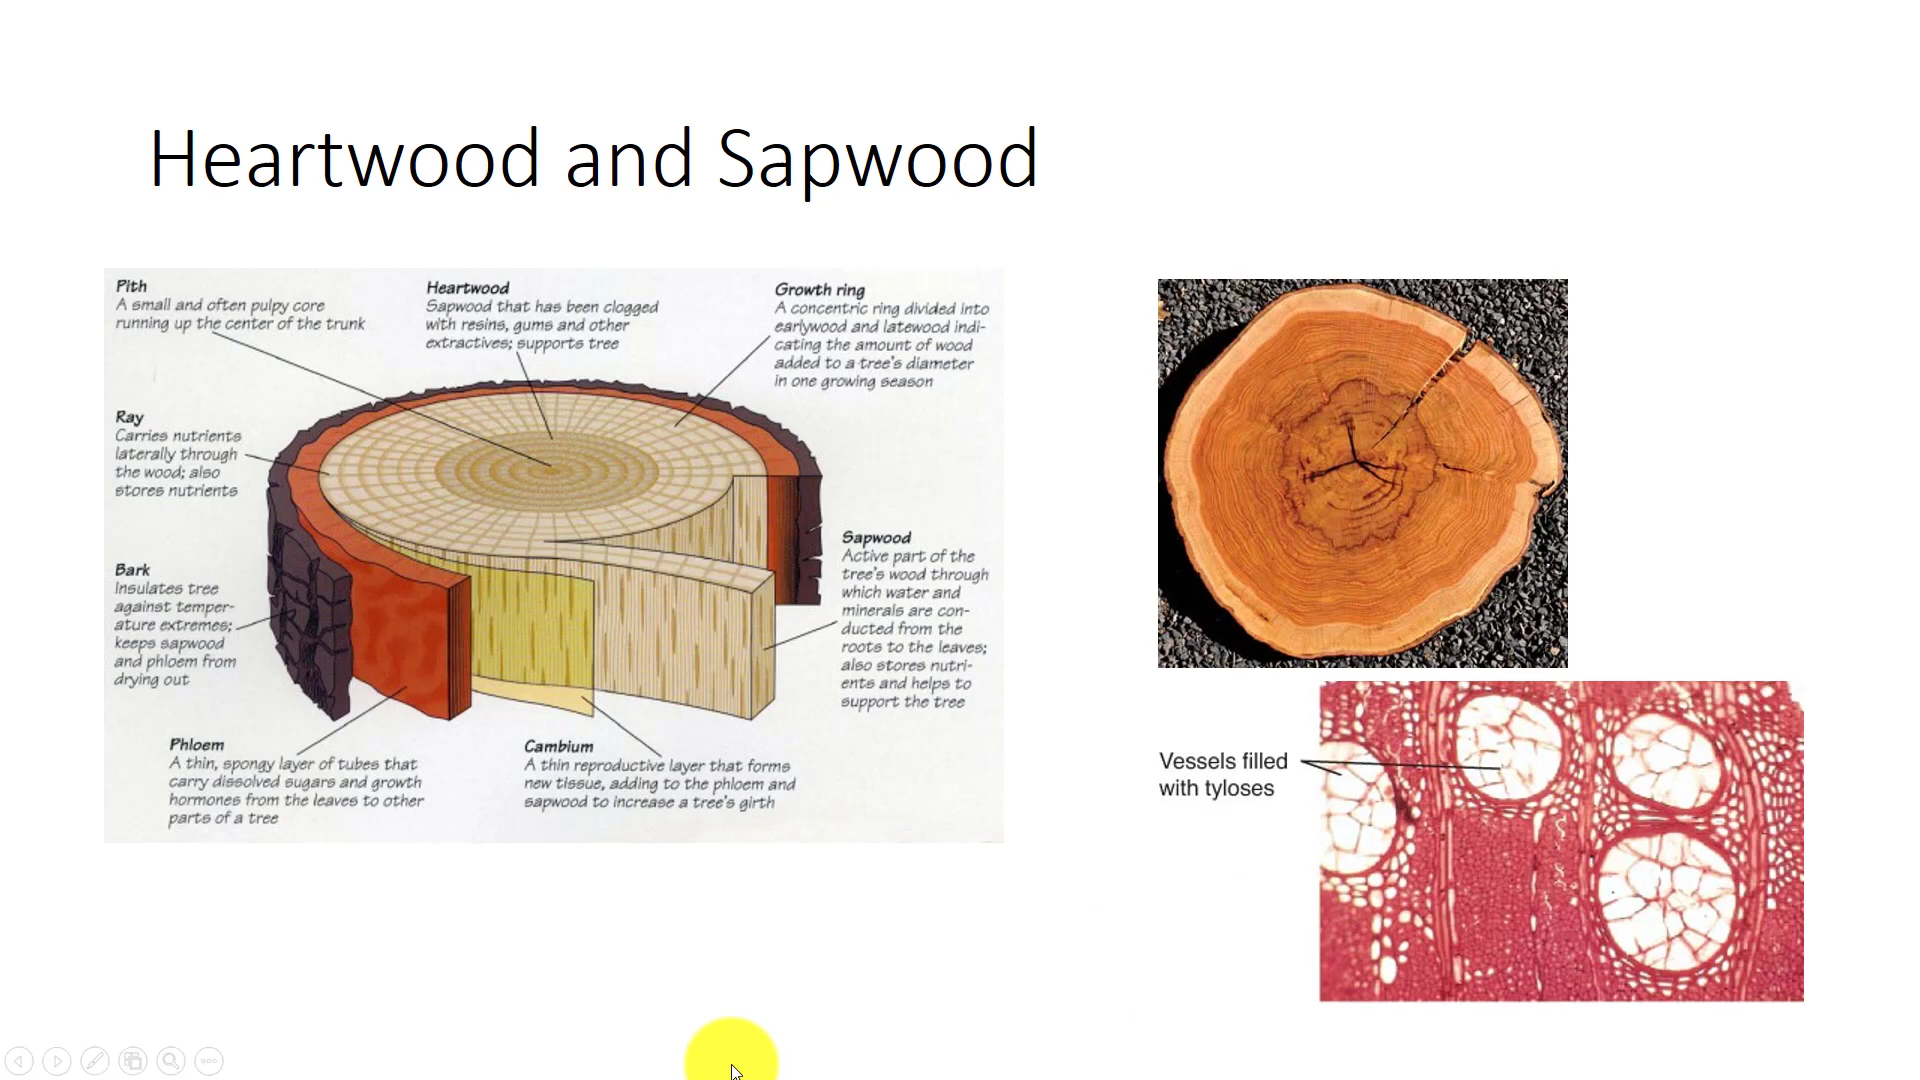 Heartwood and Sapwood
Pith
A small and often pulpy core
running up the center of the trunk
Heartwood
Sapwood that has been clogged
with resins, gums and other
extractives; supports tree
Growth ring
A concentric ring divided into
earlywood and latewood indi-
cating the amount of wood
added to a tree's diameter
in one growing season
Ray
Carries nutrients
laterally through
the wood; also
stores nutrients
Bark
Insulates tree
against temper-
ature extremes;
keeps sapwood
and phloem from
drying out
Sapwood
Active part of the
tree's wood through
which water and
minerals are con-
ducted from the
roots to the leaves;
also stores nutri-
ents and helps to
support the tree
Phloem
A thin, spongy layer of tubes that
carry dissolved sugars and growth
hormones from the leaves to other
parts of a tree
Cambium
A thin reproductive layer that forms
new tissue, adding to the phloem and
sapwood to increase a tree's girth
Vessels filled
with tyloses